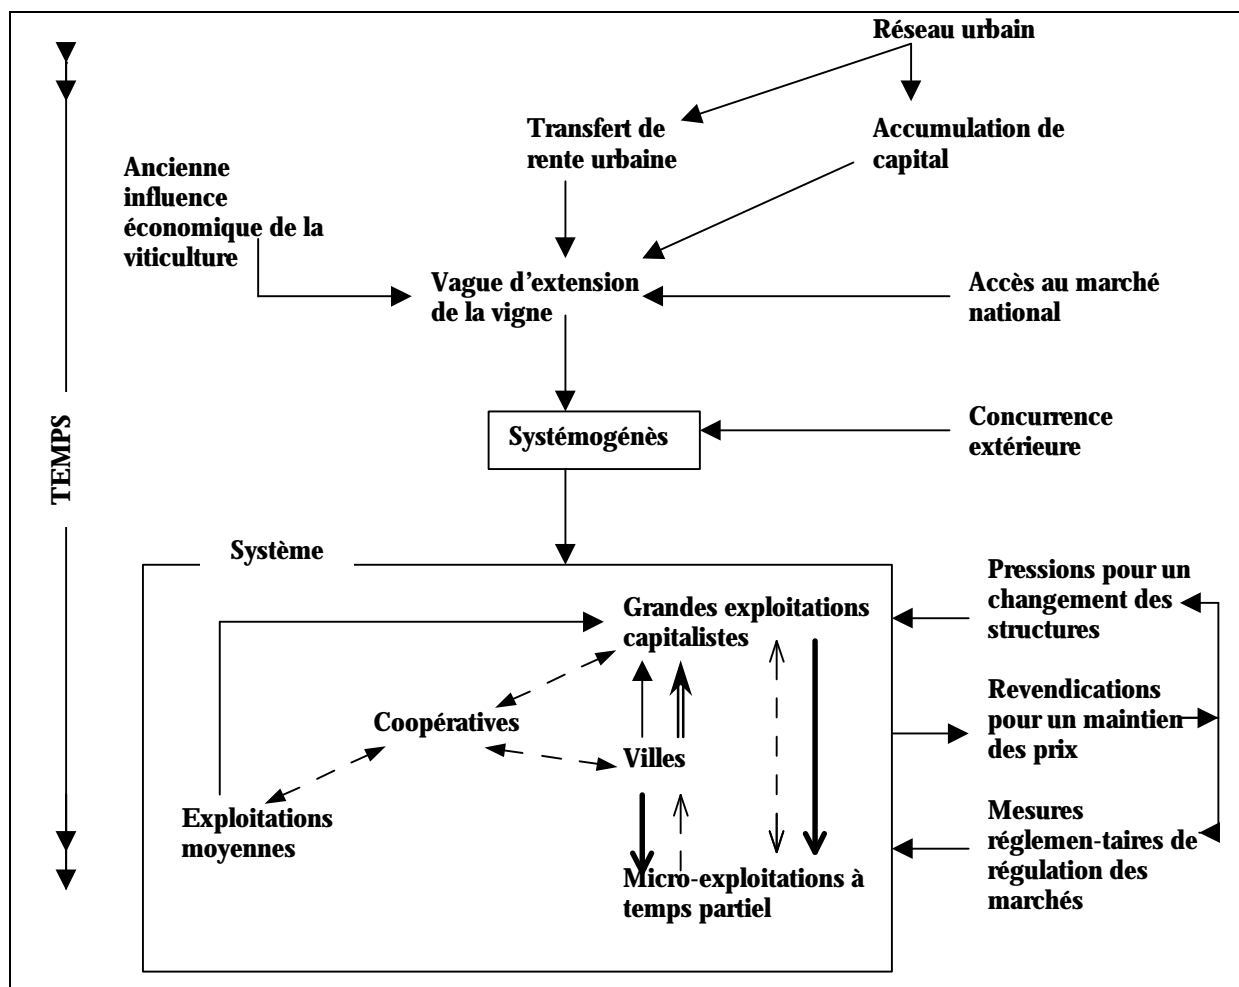 Réseau urbain
Transfert de
rente urbaine
Accumulation de
capital
Ancienne
influence
économique de la
viticulture
Vague d'extension
de la vigne
Accès au marché
national
TEMPS
Systémogénès
Concurrence
extérieure
Système
Grandes exploitations
capitalistes
Coopératives
Villes
Exploitations
moyennes
Micro-exploitations à
temps partiel
Pressions pour un
changement des
structures
Revendications
pour un maintien
des prix
Mesures
réglemen-taires de
régulation des
marchés